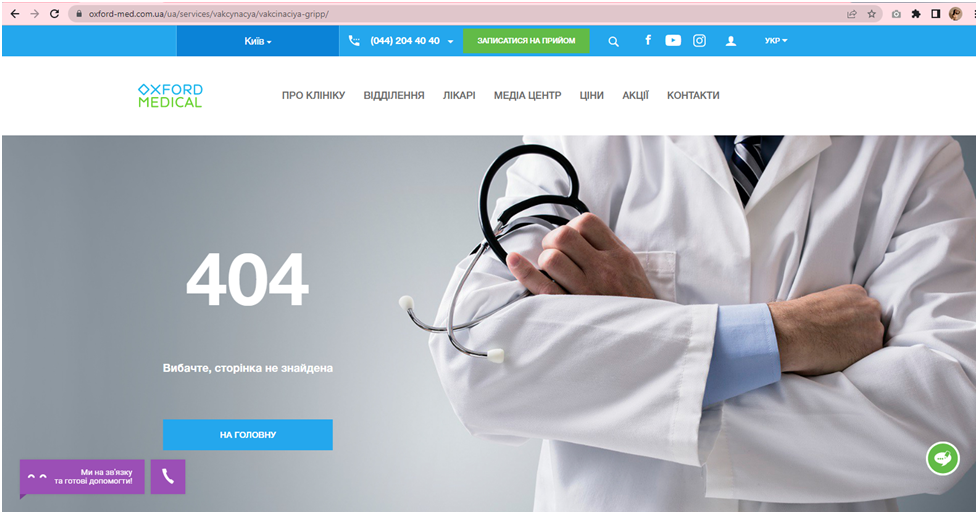 oxford-med.com.ua/ua/services/vakcynacya/vakcinaciya-gripp/
Київ
(044) 204 40 40
ЗАПИСАТИСЯ НА ПРИЙОМ
УКР
OXFORD
MEDICAL
ПРО КЛІНІКУ
ВІДДІЛЕННЯ
ЛІКАРІ
МЕДІА ЦЕНТР
ЦІНИ
АКЦІЇ
КОНТАКТИ
404
Вибачте, сторінка не знайдена
НА ГОЛОВНУ
Ми на зв'язку
та готові допомогти!